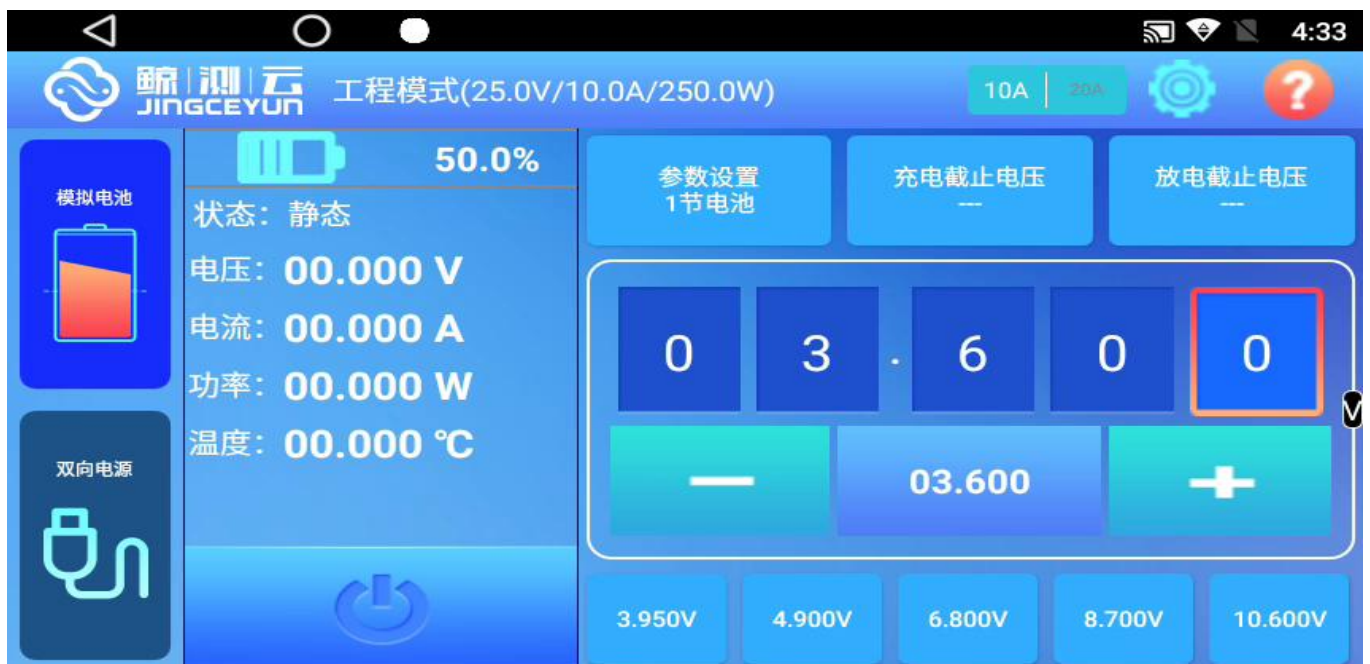 4:33
鲸测云
JINGCEYUN
工程模式(25.0V/10.0A/250.0W)
10A
20A
?
模拟电池
双向电源
50.0%
状态：静态
电压：00.000 V
电流：00.000 A
功率：00.000 W
温度：00.000 ℃
参数设置
1节电池
充电截止电压
---
放电截止电压
---
0 3 . 6 0 0
V
03.600
3.950V 4.900V 6.800V 8.700V 10.600V